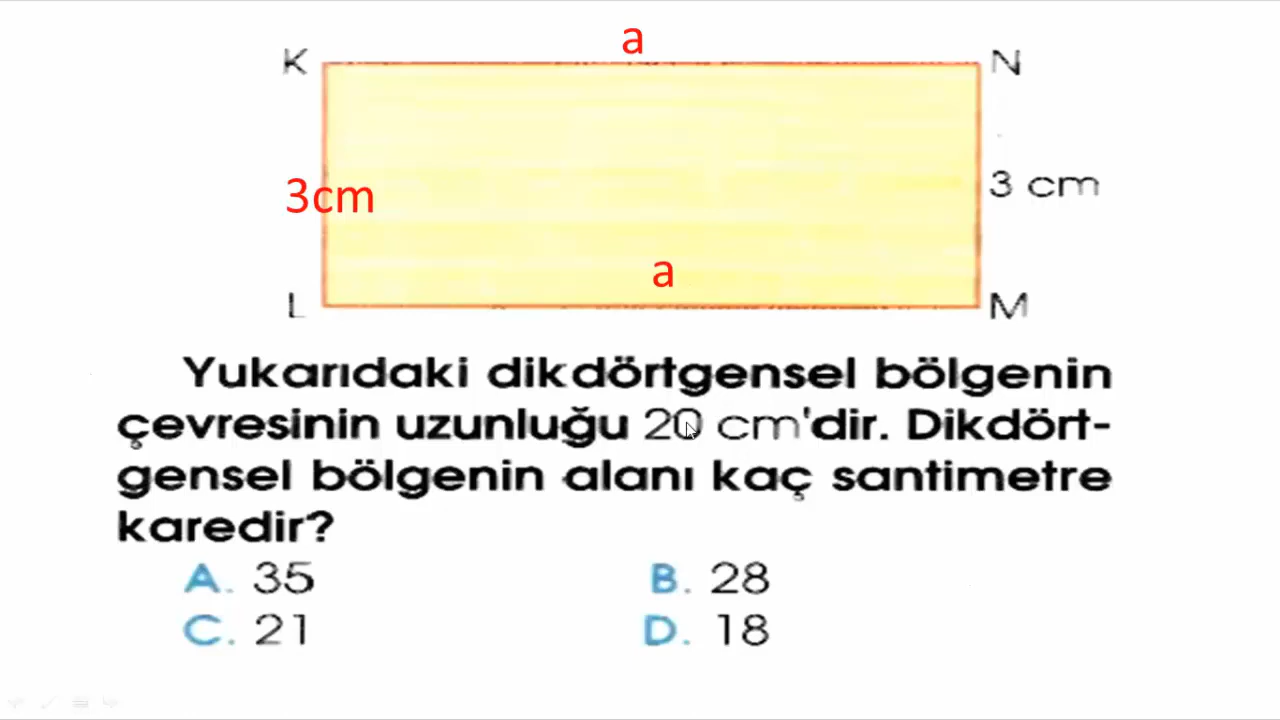 a
K
N
3cm
3 cm
a
L
M
Yukarıdaki dikdörtgensel bölgenin
çevresinin uzunluğu 20 cm'dir. Dikdört-
gensel bölgenin alanı kaç santimetre
karedir?
A. 35
B. 28
C. 21
D. 18